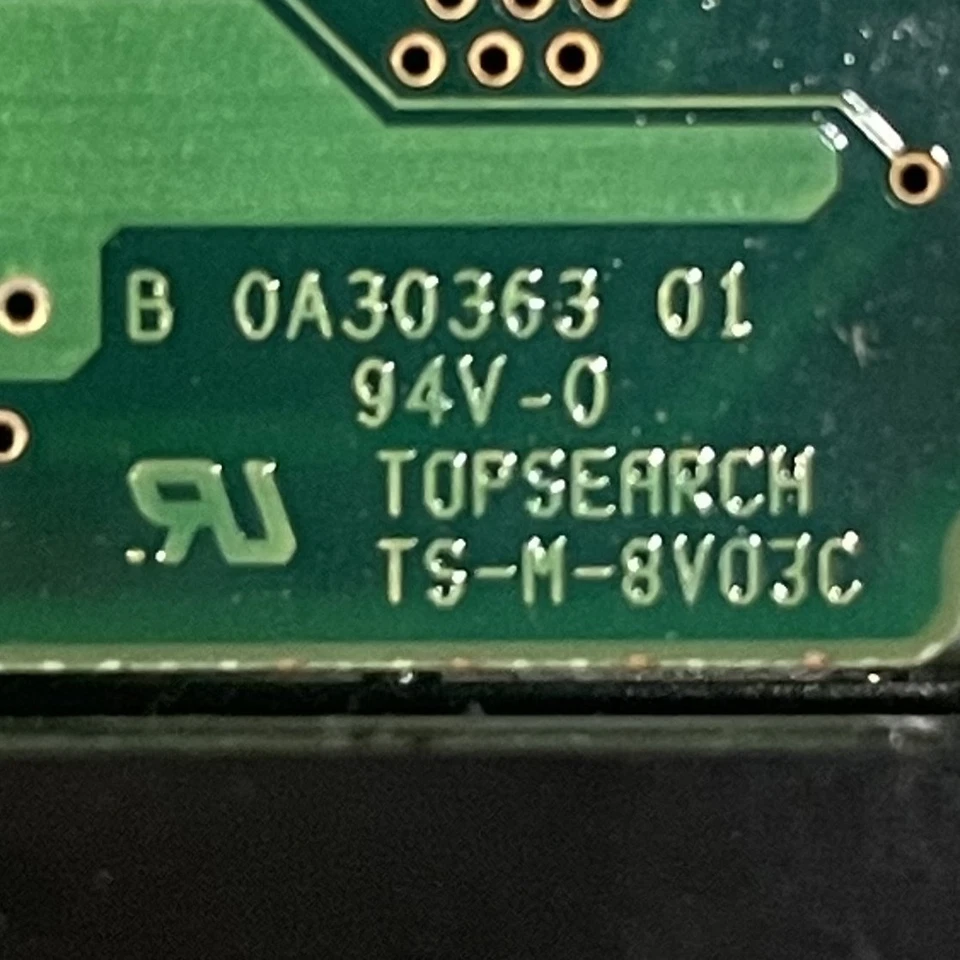 B 0A30363 01
94V-0
TOPSEARCH
TS-M-8V03C